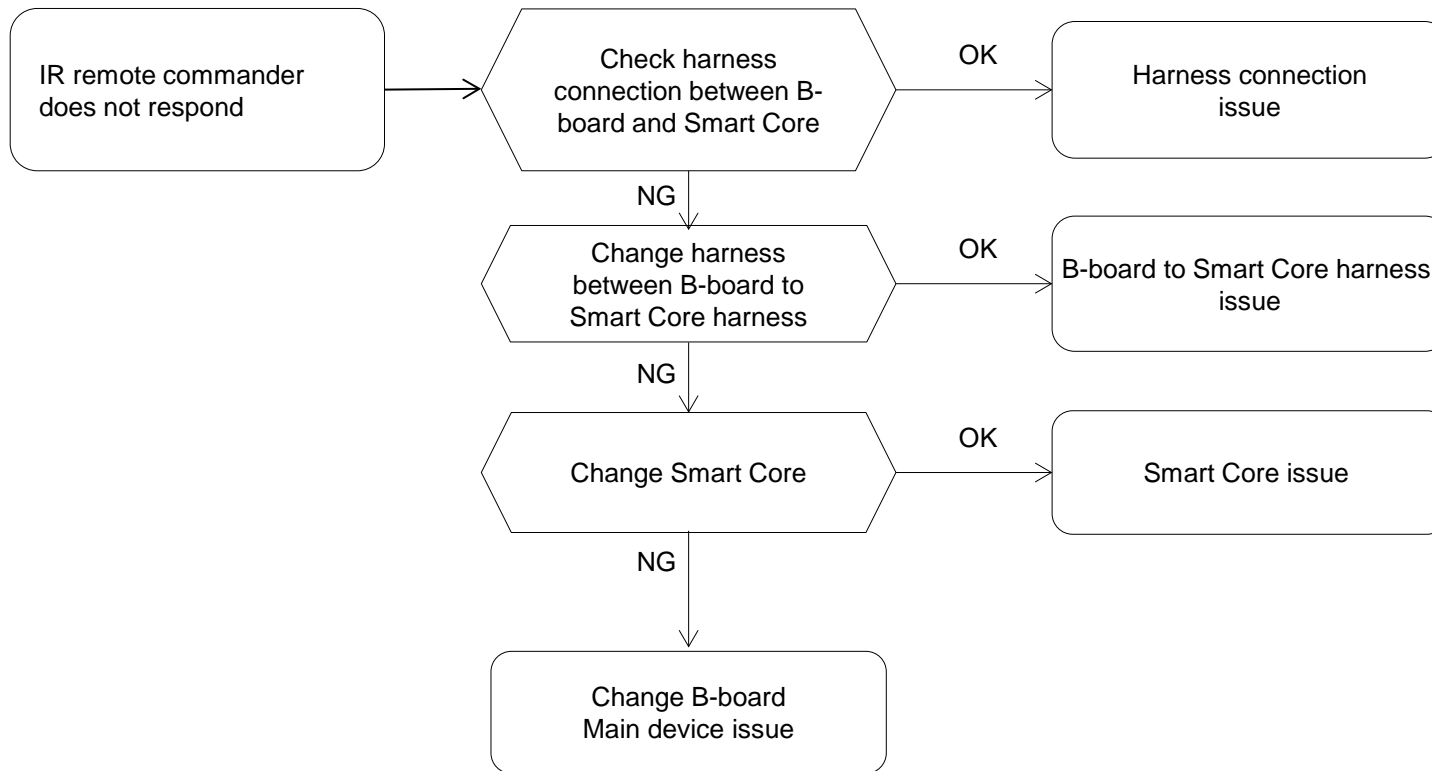 IR remote commander
does not respond
Check harness
connection between B-
board and Smart Core
OK
Harness connection
issue
NG
Change harness
between B-board to
Smart Core harness
OK
B-board to Smart Core harness
issue
NG
Change Smart Core
OK
Smart Core issue
NG
Change B-board
Main device issue